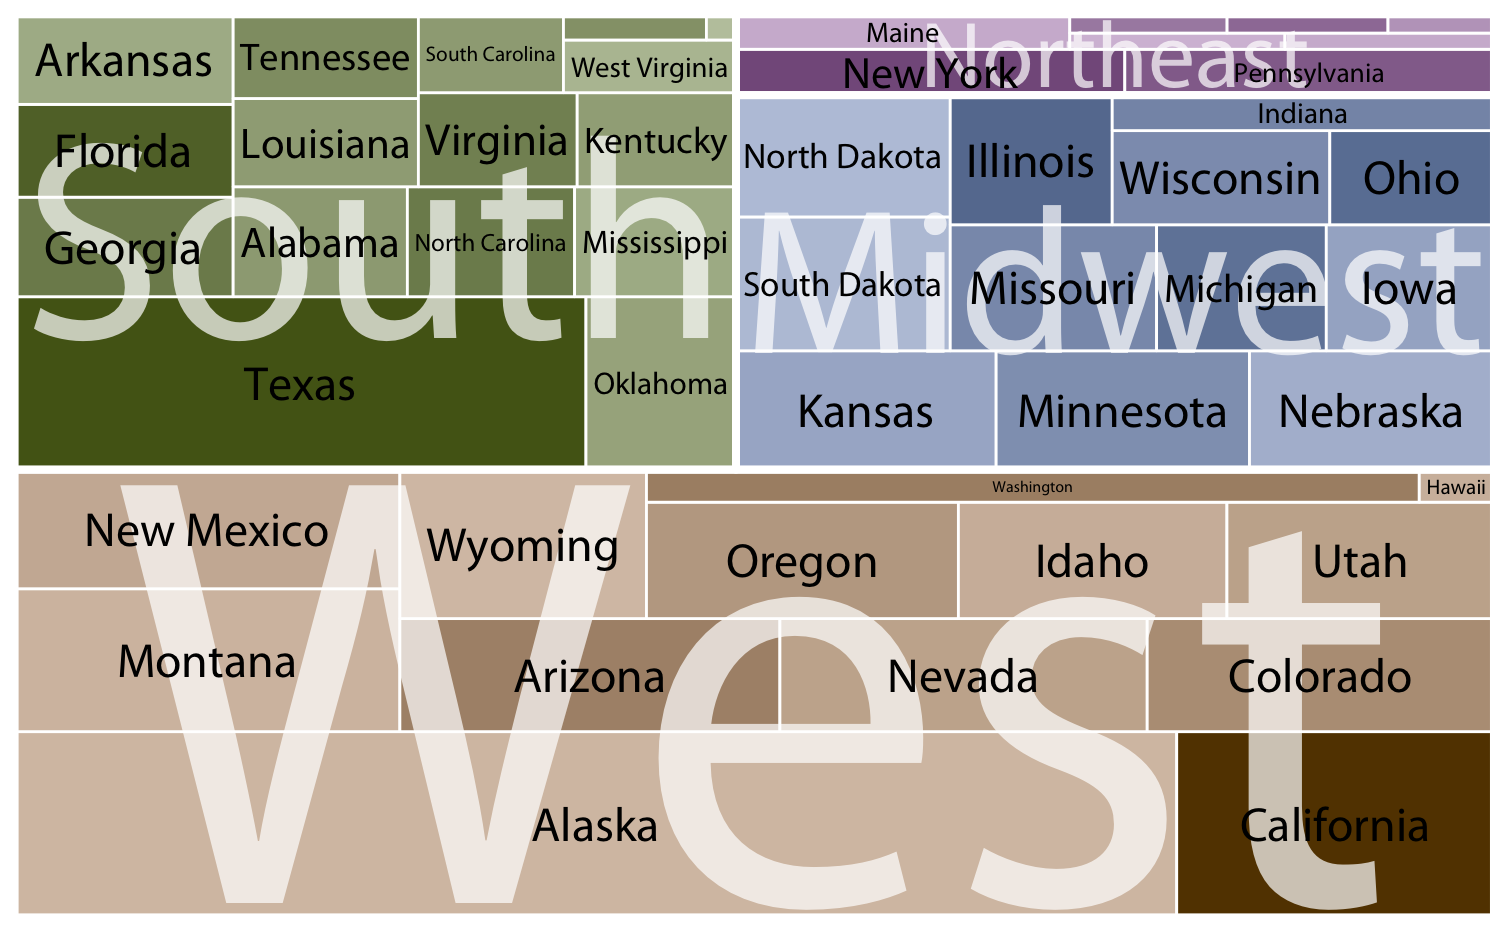 South
Arkansas
Tennessee
South Carolina
West Virginia
Florida
Louisiana
Virginia
Kentucky
Georgia
Alabama
North Carolina
Mississippi
Texas
Oklahoma
Northeast
Maine
New York
Pennsylvania
Midwest
North Dakota
Illinois
Indiana
Wisconsin
Ohio
South Dakota
Missouri
Michigan
Iowa
Kansas
Minnesota
Nebraska
West
New Mexico
Wyoming
Washington
Hawaii
Oregon
Idaho
Utah
Montana
Arizona
Nevada
Colorado
Alaska
California